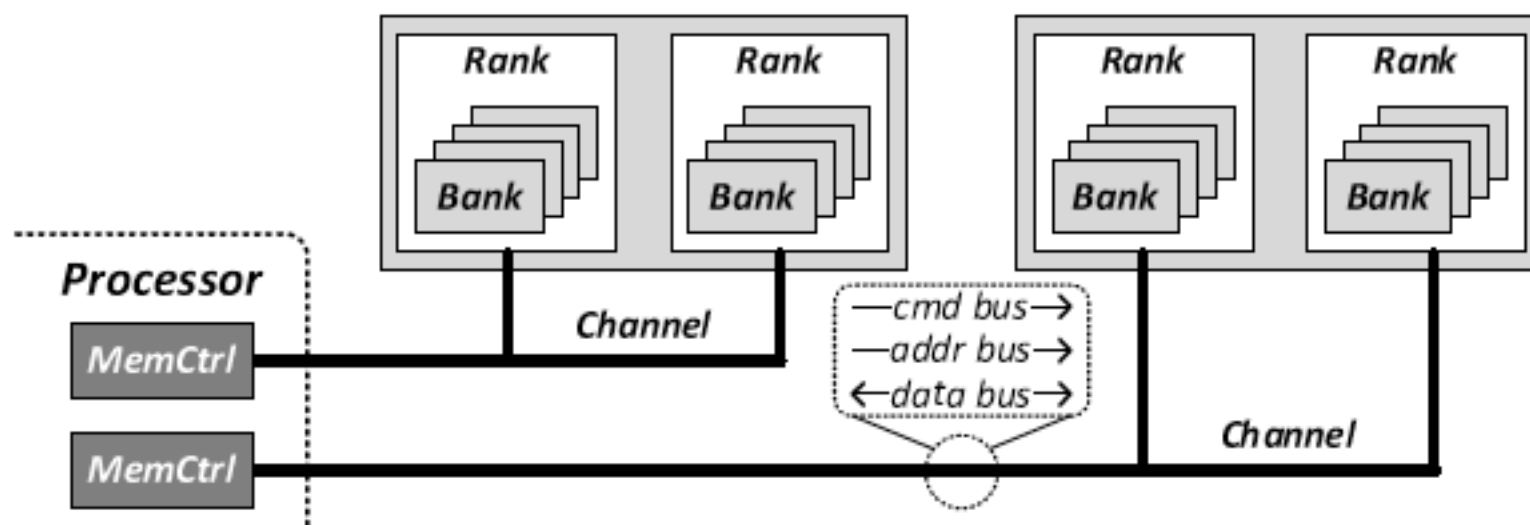 Rank
Rank
Rank
Rank
Bank
Bank
Bank
Bank
Processor
MemCtrl
MemCtrl
Channel
cmd bus
addr bus
data bus
Channel